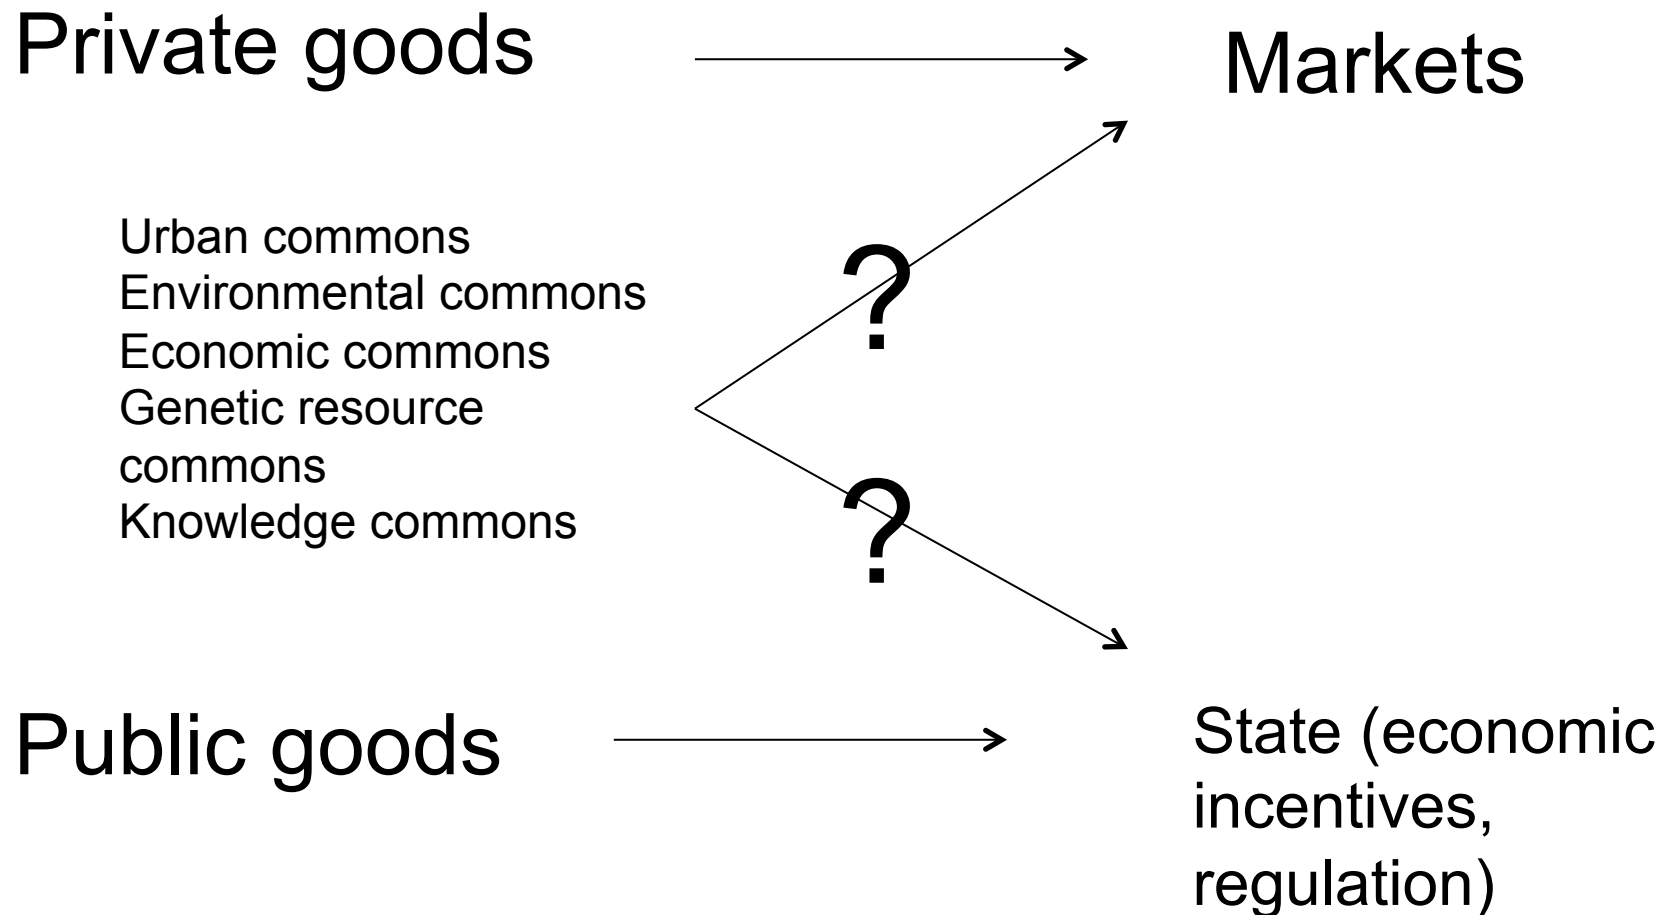 Private goods
Markets
Urban commons
Environmental commons
Economic commons
Genetic resource
commons
Knowledge commons
?
?
Public goods
State (economic
incentives,
regulation)